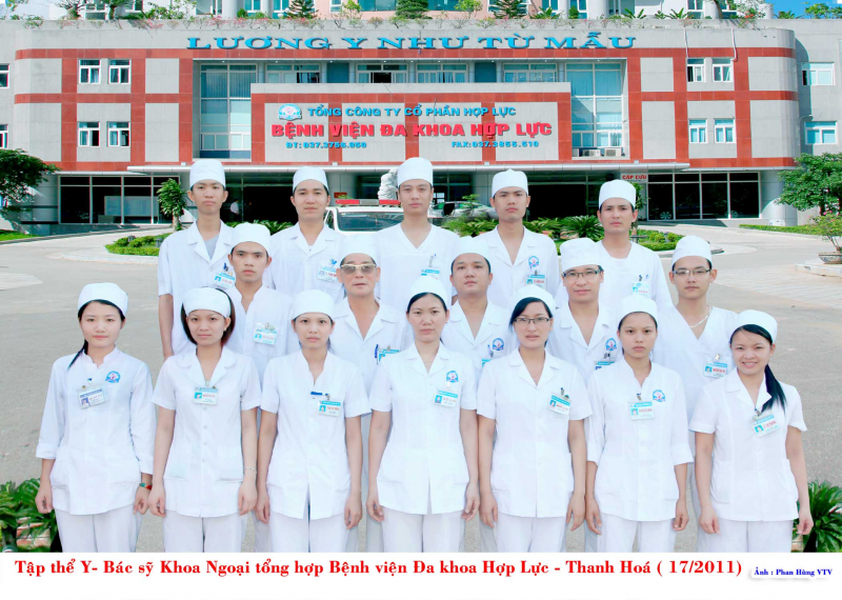 LƯƠNG Y NHƯ TỪ MẪU
TỔNG CÔNG TY CỔ PHẦN HỢP LỰC
BỆNH VIỆN ĐA KHOA HỢP LỰC
CẤP CỨU
Tập thể Y- Bác sỹ Khoa Ngoại tổng hợp Bệnh viện Đa khoa Hợp Lực - Thanh Hoá ( 17/2011)
Ảnh : Phan Hùng VTV